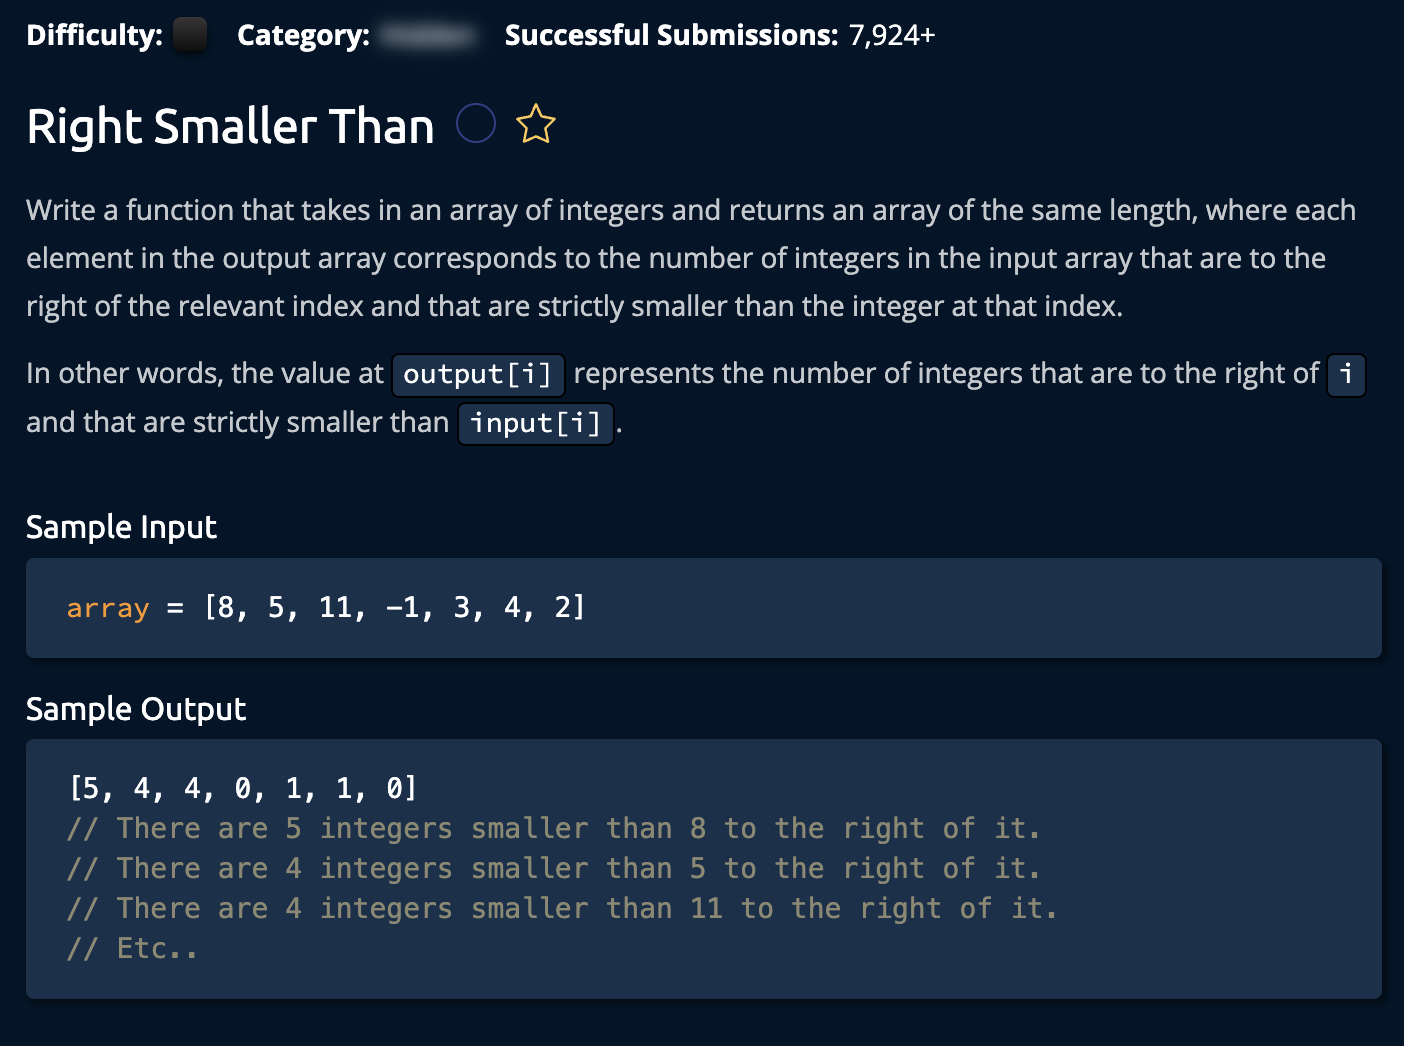 Difficulty: Category: Successful Submissions: 7,924+
Right Smaller Than
Write a function that takes in an array of integers and returns an array of the same length, where each
element in the output array corresponds to the number of integers in the input array that are to the
right of the relevant index and that are strictly smaller than the integer at that index.
In other words, the value at output[i] represents the number of integers that are to the right of i
and that are strictly smaller than input[i].
Sample Input
array = [8, 5, 11, -1, 3, 4, 2]
Sample Output
[5, 4, 4, 0, 1, 1, 0]
// There are 5 integers smaller than 8 to the right of it.
// There are 4 integers smaller than 5 to the right of it.
// There are 4 integers smaller than 11 to the right of it.
// Etc..